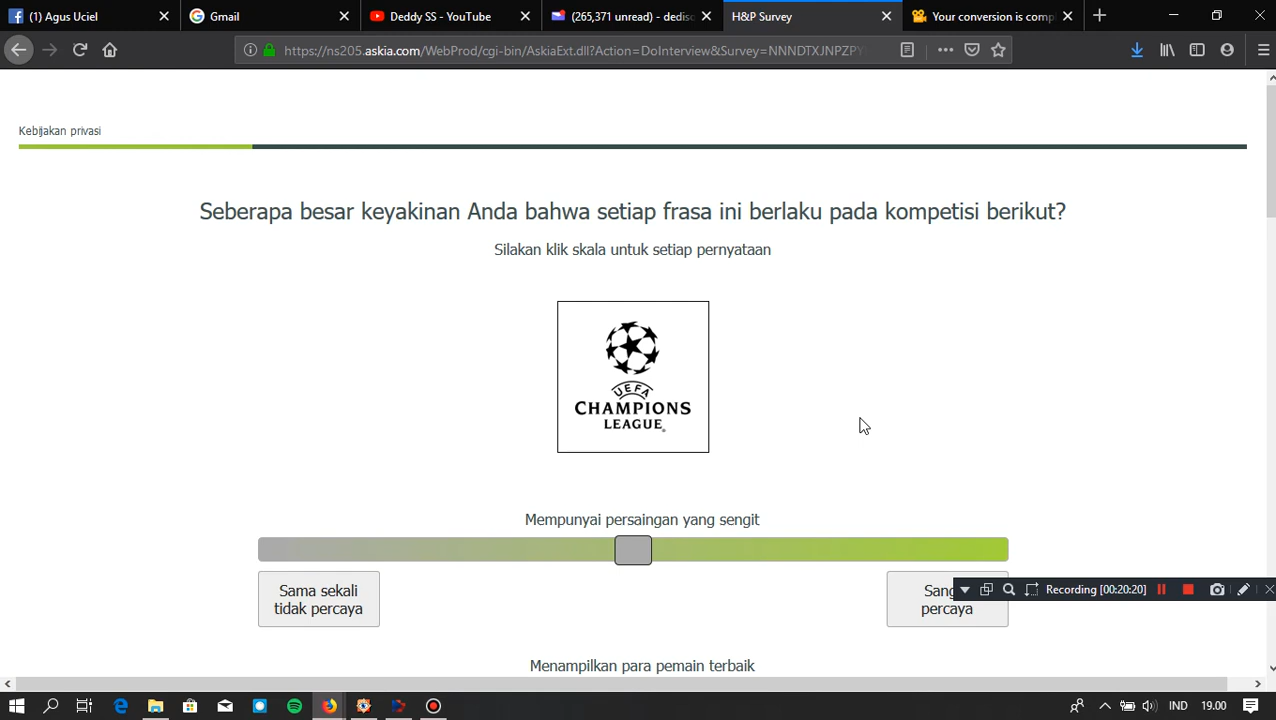 (1) Agus Uciel
Gmail
Deddy SS - YouTube
(265,371 unread) - dedisc
H&P Survey
Your conversion is comp
https://ns205.askia.com/WebProd/cgi-bin/AskiaExt.dll?Action=DoInterview&Survey=NNNDTXJNPZPY
Kebijakan privasi
Seberapa besar keyakinan Anda bahwa setiap frasa ini berlaku pada kompetisi berikut?
Silakan klik skala untuk setiap pernyataan
UEFA
CHAMPIONS
LEAGUE
Mempunyai persaingan yang sengit
Sama sekali
tidak percaya
percaya
Recording [00:20:20]
Menampilkan para pemain terbaik
IND
19.00